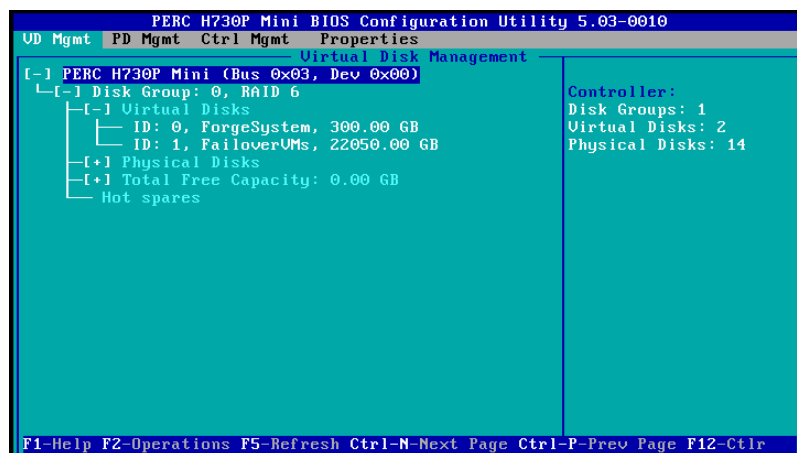 PERC H730P Mini BIOS Configuration Utility 5.03-0010
VD Mgmt PD Mgmt Ctrl Mgmt Properties
Virtual Disk Management
[-] PERC H730P Mini (Bus 0x03, Dev 0x00)
[-] Disk Group: 0, RAID 6
[-] Virtual Disks
ID: 0, ForgeSystem, 300.00 GB
ID: 1, FailoverVMs, 22050.00 GB
[+] Physical Disks
[+] Total Free Capacity: 0.00 GB
Hot spares
Controller:
Disk Groups: 1
Virtual Disks: 2
Physical Disks: 14
F1-Help F2-Operations F5-Refresh Ctrl-N-Next Page Ctrl-P-Prev Page F12-Ctlr